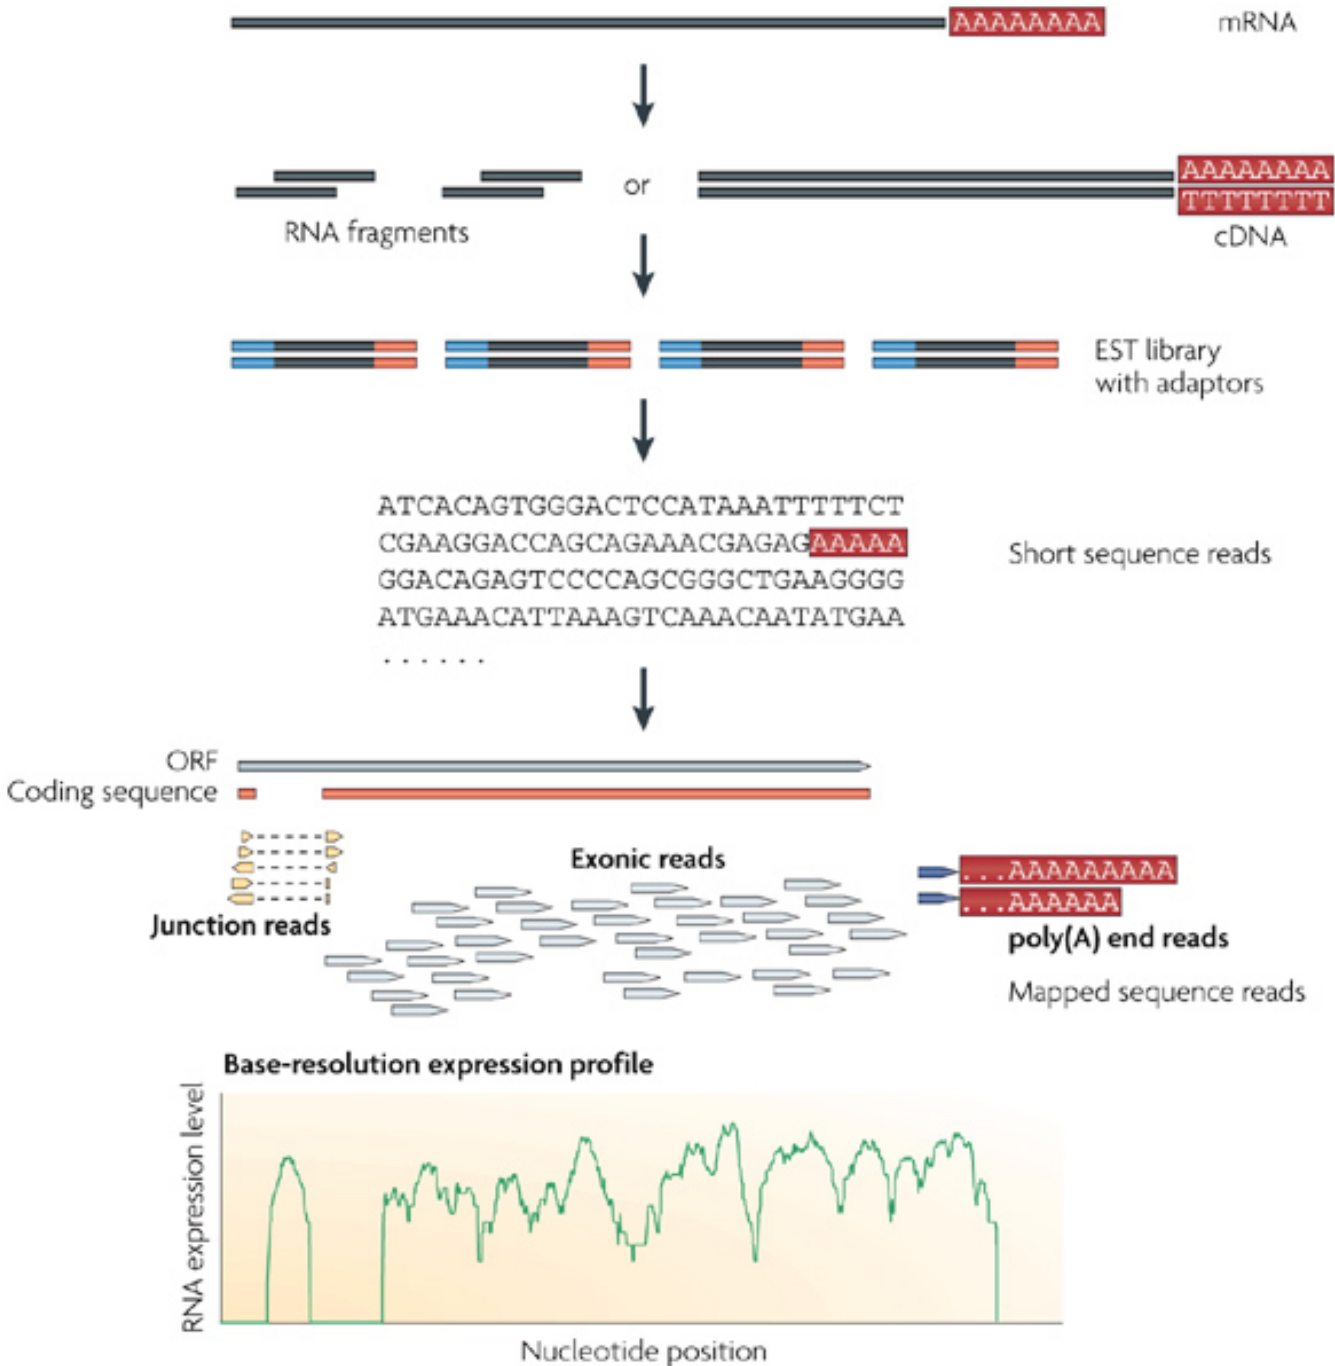 AAAAAAAA mRNA
AAAAAAAA
or
TTTTTTTT
RNA fragments
cDNA
EST library
with adaptors
ATCACAGTGGGACTCCATAAATTTTTCT
CGAAGGACCAGCAGAAACGAGAGAAAAA
Short sequence reads
GGACAGAGTCCCCAGCGGGCTGAAGGGG
ATGAAACATTAAAGTCAAACAATATGAA
. . . . . .
ORF
Coding sequence
Exonic reads
...AAAAAAAAA
...AAAAAA
Junction reads
poly(A) end reads
Mapped sequence reads
Base-resolution expression profile
RNA expression level
Nucleotide position